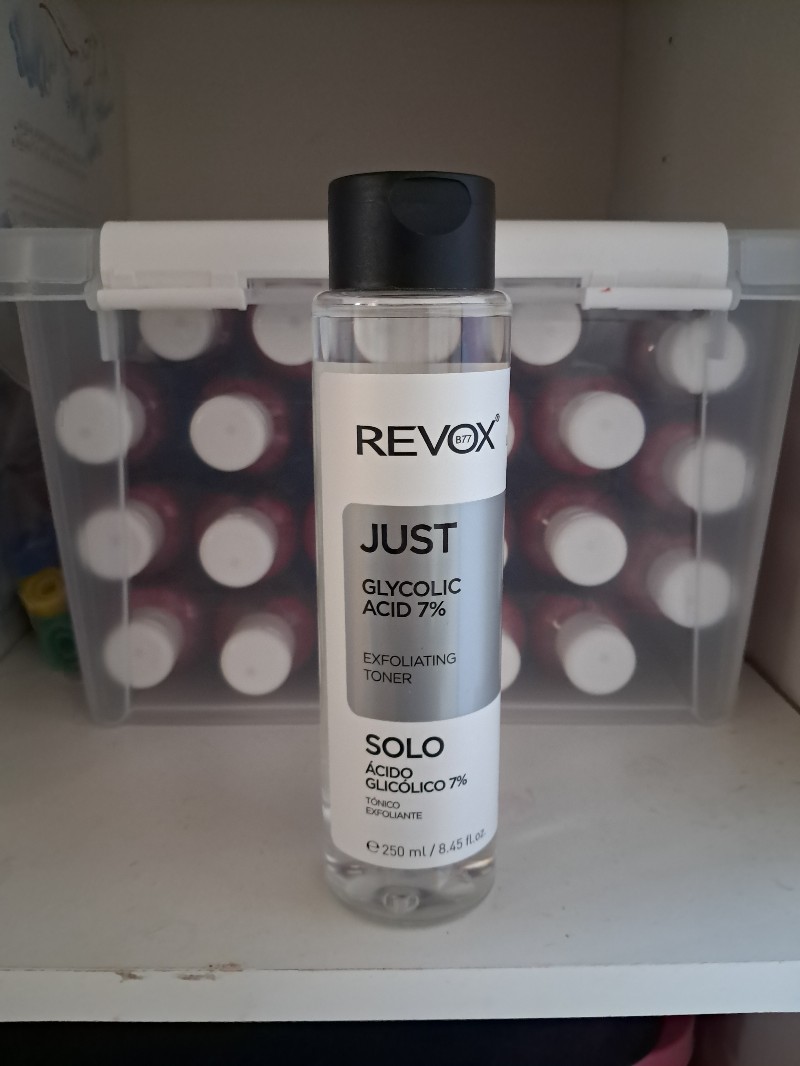 REVOX®
B77
JUST
GLYCOLIC
ACID 7%
EXFOLIATING
TONER
SOLO
ÁCIDO
GLICÓLICO 7%
TÓNICO
EXFOLIANTE
℮ 250 ml / 8.45 fl.oz.